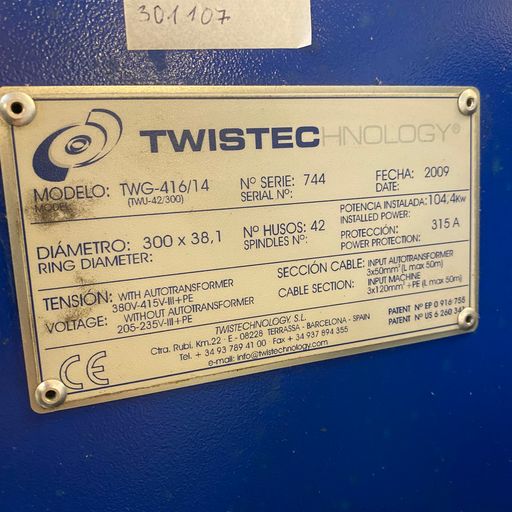 301107
TWISTECHNOLOGY®
MODELO: TWG-416/14 Nº SERIE: 744 FECHA: 2009
MODEL: (TWU-42/300) SERIAL Nº: DATE:
DIÁMETRO: 300 x 38,1 Nº HUSOS: 42 POTENCIA INSTALADA: 104,4Kw
RING DIAMETER: SPINDLES Nº: INSTALLED POWER:
PROTECCIÓN: 315 A
POWER PROTECTION:
TENSIÓN: WITH AUTOTRANSFORMER SECCIÓN CABLE: INPUT AUTOTRANSFORMER
380V-415V-III+PE 3x50mm² (L max 50m)
VOLTAGE: WITHOUT AUTOTRANSFORMER CABLE SECTION: INPUT MACHINE
205-235V-III+PE 3x120mm²+PE (L max 50m)
TWISTECHNOLOGY, S.L. PATENT Nº EP 0 916 755
Ctra. Rubí, Km.22 - E - 08228 TERRASSA - BARCELONA - SPAIN PATENT Nº US 6 260
Tel. + 34 93 789 41 00 Fax + 34 937 894 355
e-mail: info@twistechnology.com
CE